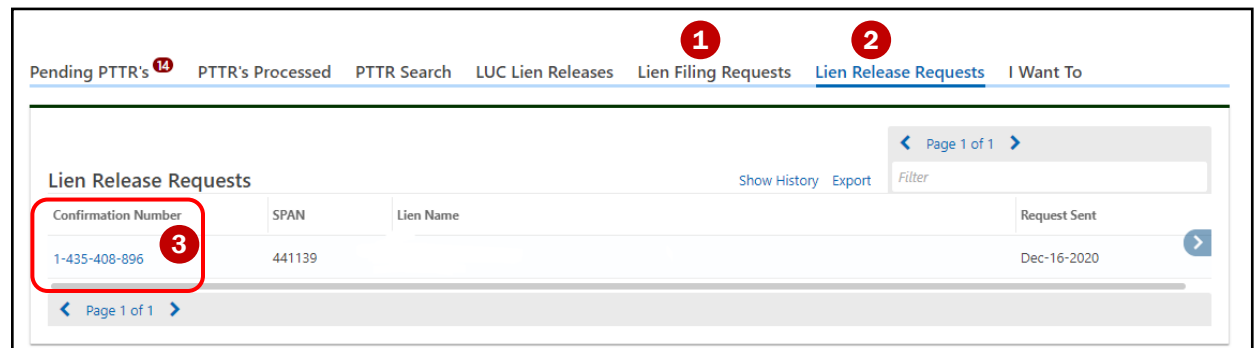 1 2
Pending PTTR's 14 PTTR's Processed PTTR Search LUC Lien Releases Lien Filing Requests Lien Release Requests I Want To
Page 1 of 1
Lien Release Requests Show History Export Filter
Confirmation Number SPAN Lien Name Request Sent
3
1-435-408-896 441139 Dec-16-2020
Page 1 of 1